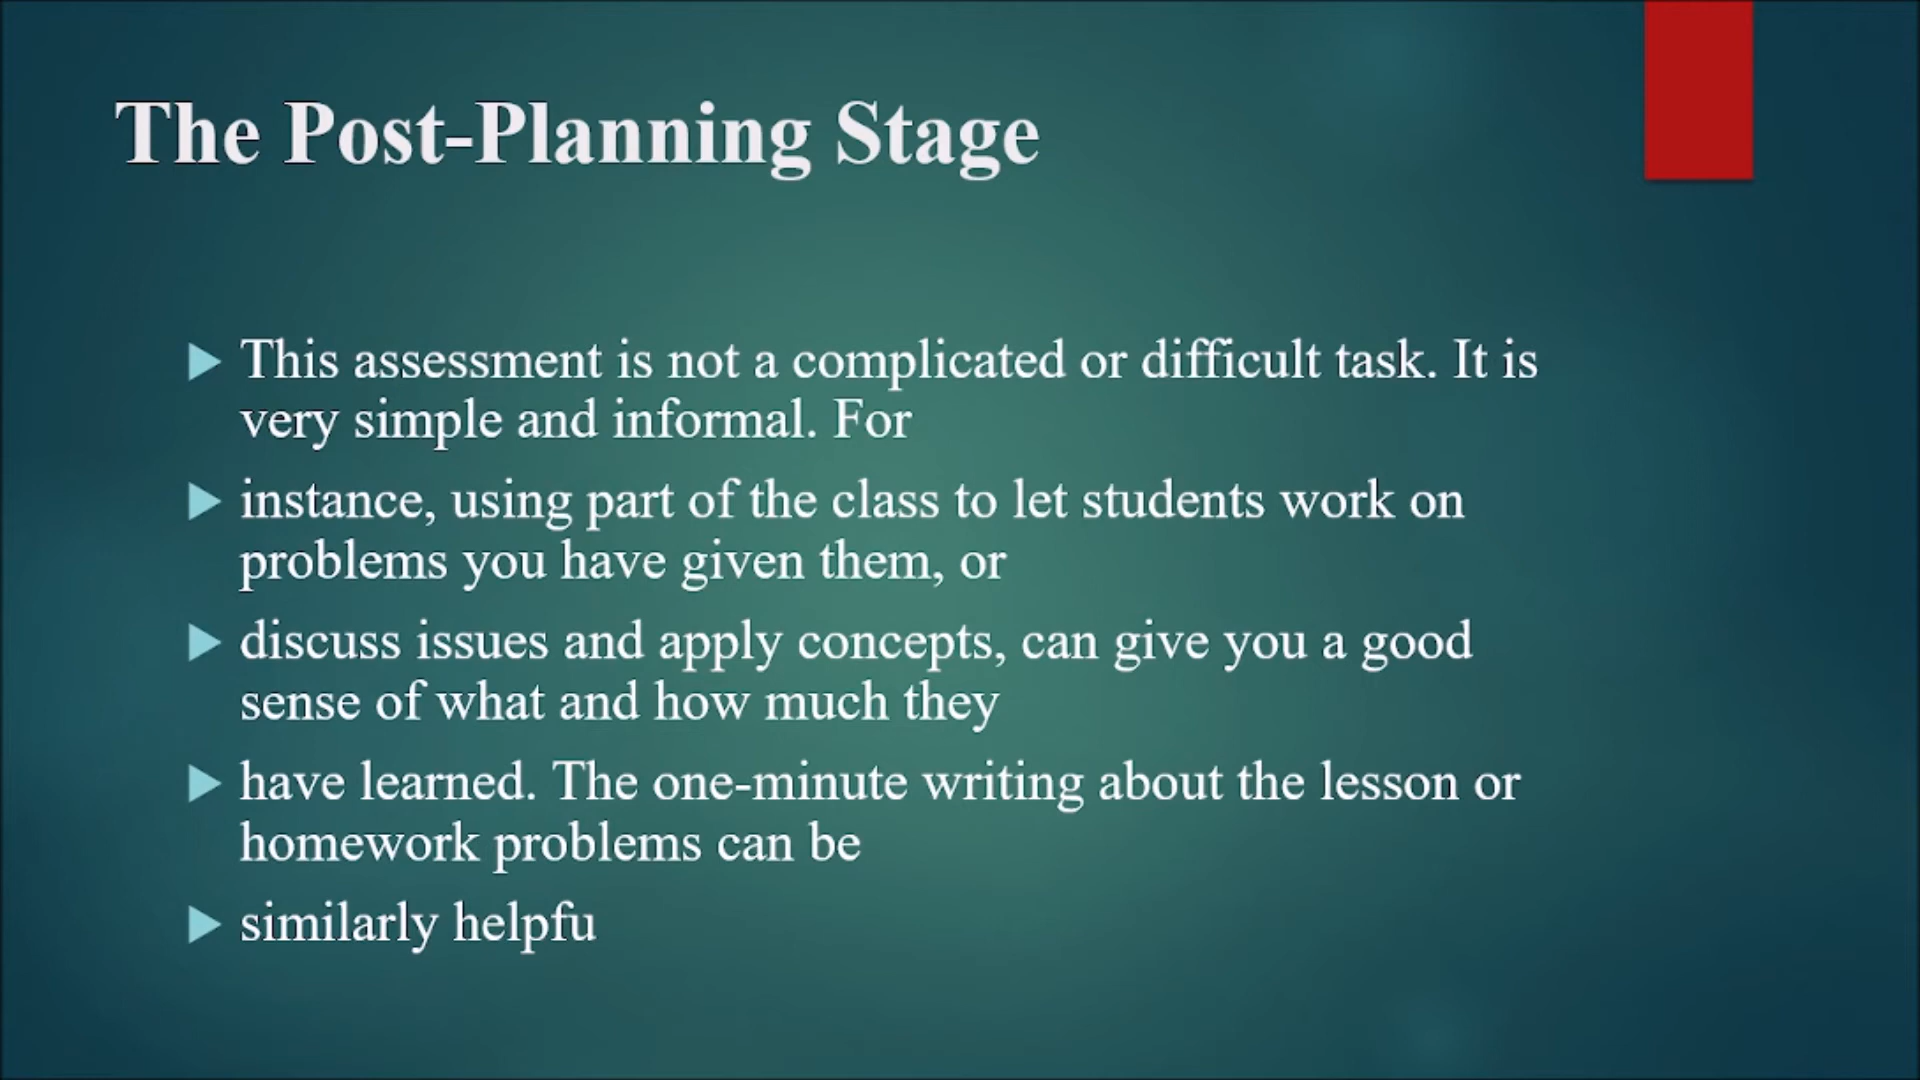 The Post-Planning Stage
This assessment is not a complicated or difficult task. It is
very simple and informal. For
instance, using part of the class to let students work on
problems you have given them, or
discuss issues and apply concepts, can give you a good
sense of what and how much they
have learned. The one-minute writing about the lesson or
homework problems can be
similarly helpfu